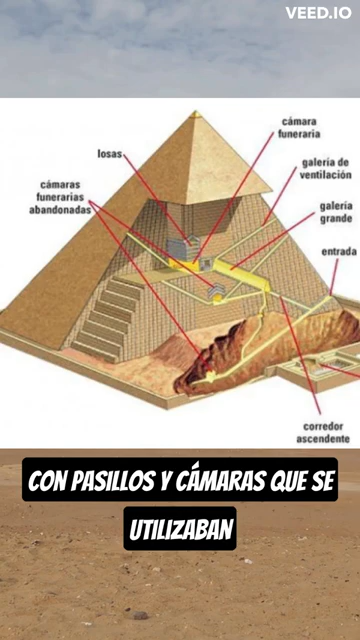 VEED.IO
cámara
funeraria
losas
galería de
ventilación
cámaras
funerarias
abandonadas
galería
grande
entrada
corredor
ascendente
CON PASILLOS Y CÁMARAS QUE SE
UTILIZABAN